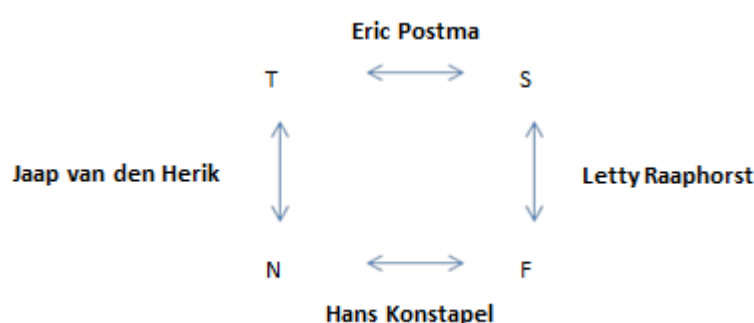 Eric Postma
T S
Jaap van den Herik Letty Raaphorst
N F
Hans Konstapel